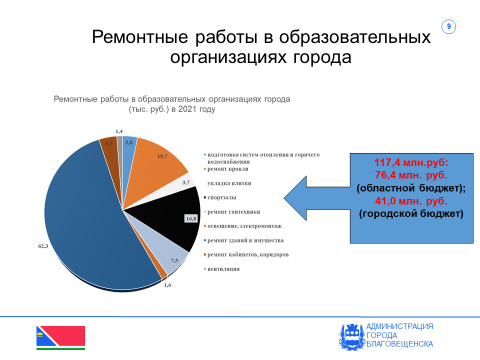 9
Ремонтные работы в образовательных
организациях города
Ремонтные работы в образовательных организациях города
(тыс. руб.) в 2021 году
1,4
3,8
15,7
3,7
16,8
7,5
1,6
62,3
подготовка систем отопления и горячего
водоснабжения
ремонт кровли
укладка плитки
спортзалы
ремонт сантехники
освещение, электромонтаж
ремонт зданий и имущества
ремонт кабинетов, коридоров
вентиляция
117,4 млн.руб:
76,4 млн. руб.
(областной бюджет);
41,0 млн. руб.
(городской бюджет)
АДМИНИСТРАЦИЯ
ГОРОДА
БЛАГОВЕЩЕНСКА